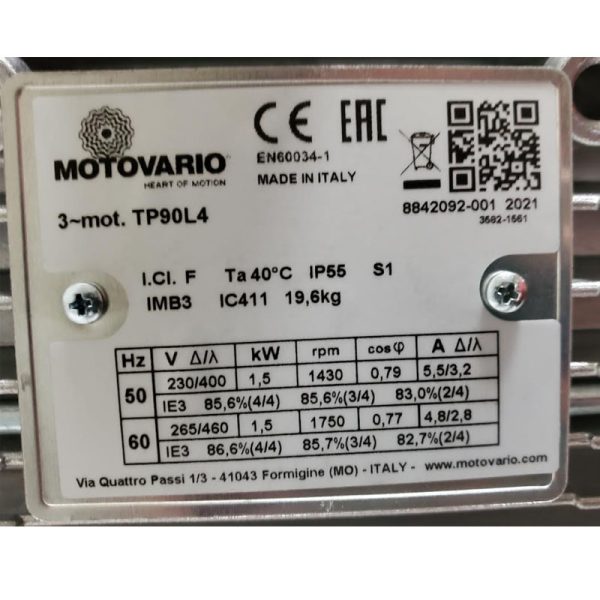 MOTOVARIO
HEART OF MOTION
CE EAC
EN60034-1
MADE IN ITALY
8842092-001 2021
3682-1561
3~mot. TP90L4
I.Cl. F Ta 40°C IP55 S1
IMB3 IC411 19,6kg
Hz V Δ/λ kW rpm cosφ A Δ/λ
50 230/400 1,5 1430 0,79 5,5/3,2
IE3 85,6%(4/4) 85,6%(3/4) 83,0%(2/4)
60 265/460 1,5 1750 0,77 4,8/2,8
IE3 86,6%(4/4) 85,7%(3/4) 82,7%(2/4)
Via Quattro Passi 1/3 - 41043 Formigine (MO) - ITALY - www.motovario.com